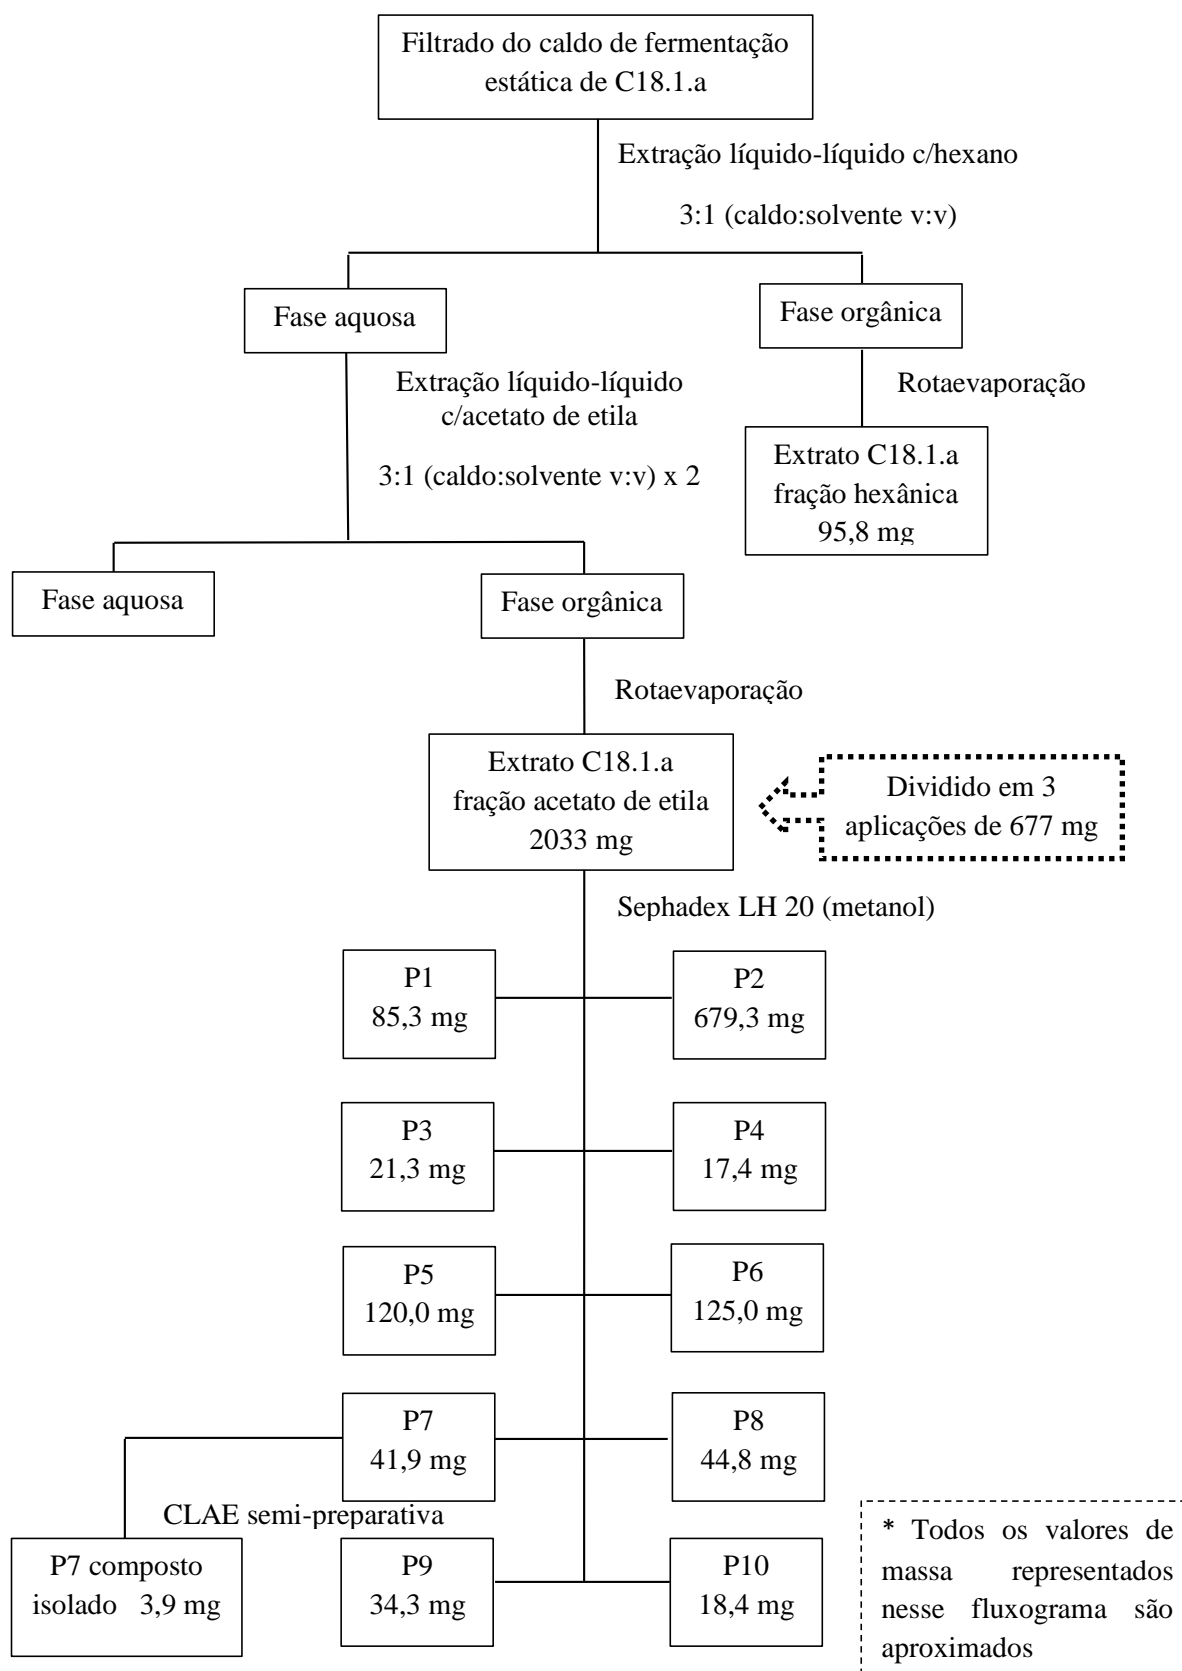 Filtrado do caldo de fermentação
estática de C18.1.a
Extração líquido-líquido c/hexano
3:1 (caldo:solvente v:v)
Fase aquosa
Fase orgânica
Extração líquido-líquido
c/acetato de etila
3:1 (caldo:solvente v:v) x 2
Rotaevaporação
Extrato C18.1.a
fração hexânica
95,8 mg
Fase aquosa
Fase orgânica
Rotaevaporação
Extrato C18.1.a
fração acetato de etila
2033 mg
Dividido em 3
aplicações de 677 mg
Sephadex LH 20 (metanol)
P1
85,3 mg
P2
679,3 mg
P3
21,3 mg
P4
17,4 mg
P5
120,0 mg
P6
125,0 mg
P7
41,9 mg
P8
44,8 mg
CLAE semi-preparativa
P7 composto
isolado 3,9 mg
P9
34,3 mg
P10
18,4 mg
* Todos os valores de
massa representados
nesse fluxograma são
aproximados